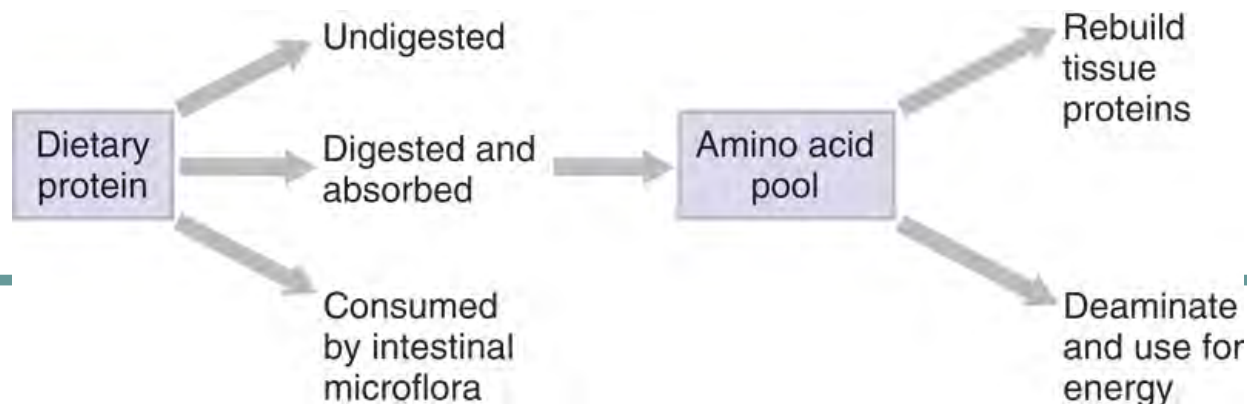 Undigested
Dietary
protein
Digested and
absorbed
Consumed
by intestinal
microflora
Amino acid
pool
Rebuild
tissue
proteins
Deaminate
and use for
energy